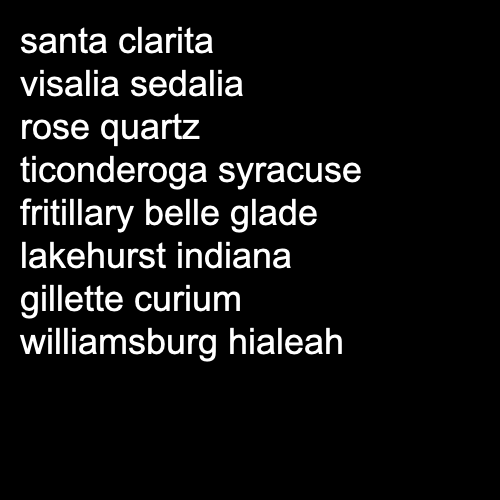 santa clarita
visalia sedalia
rose quartz
ticonderoga syracuse
fritillary belle glade
lakehurst indiana
gillette curium
williamsburg hialeah